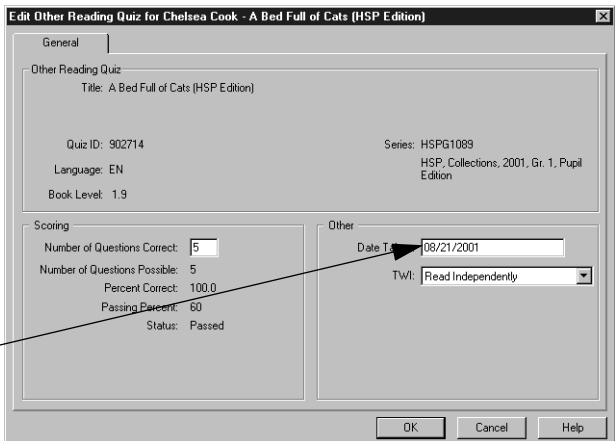 Edit Other Reading Quiz for Chelsea Cook - A Bed Full of Cats (HSP Edition)
General
Other Reading Quiz
Title: A Bed Full of Cats (HSP Edition)
Quiz ID: 902714
Series: HSPG1089
HSP, Collections, 2001, Gr. 1, Pupil
Edition
Language: EN
Book Level: 1.9
Scoring
Number of Questions Correct: 5
Number of Questions Possible: 5
Percent Correct: 100.0
Passing Percent: 60
Status: Passed
Other
Date 08/21/2001
TWI: Read Independently
OK Cancel Help